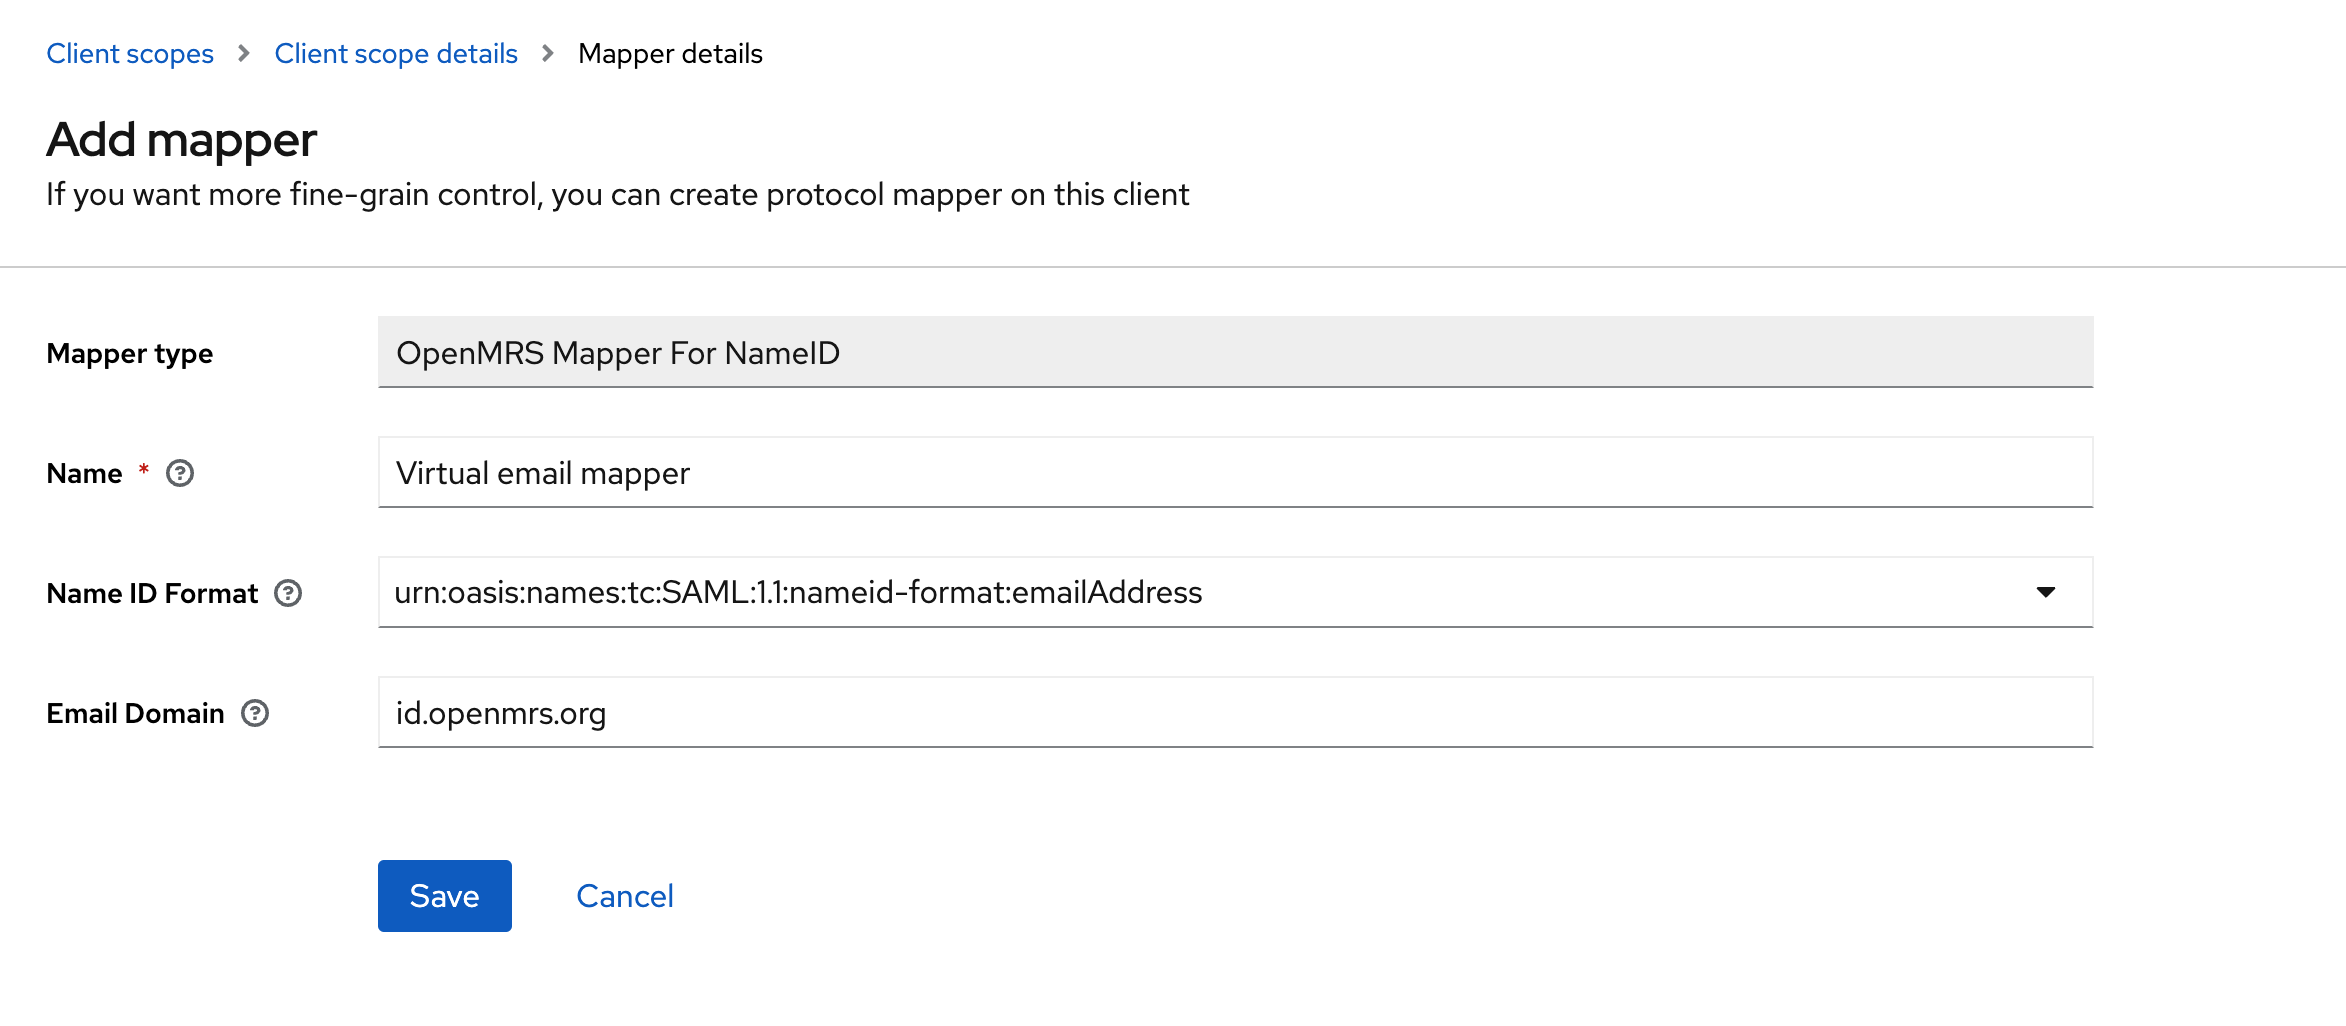 Client scopes > Client scope details > Mapper details
Add mapper
If you want more fine-grain control, you can create protocol mapper on this client
Mapper type OpenMRS Mapper For NameID
Name * Virtual email mapper
Name ID Format urn:oasis:names:tc:SAML:1.1:nameid-format:emailAddress
Email Domain id.openmrs.org
Save Cancel